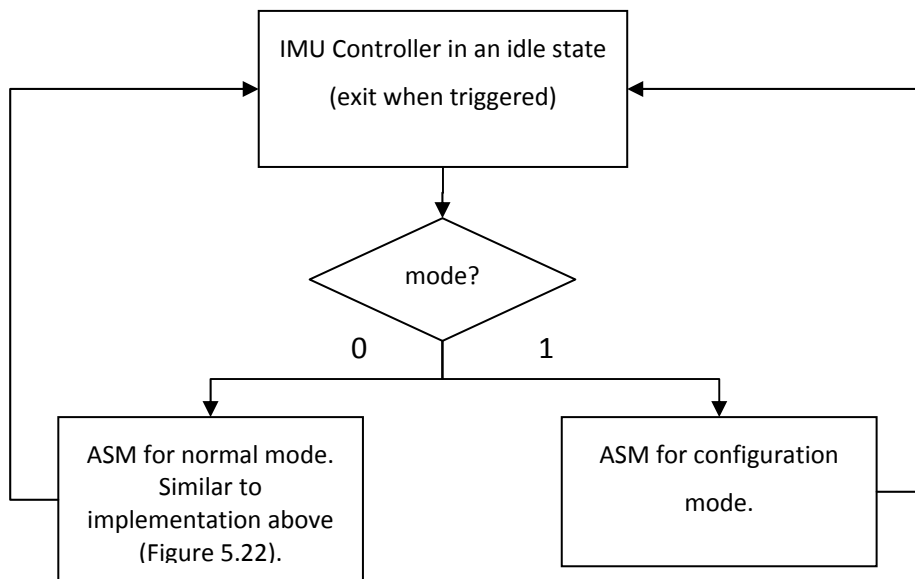 IMU Controller in an idle state
(exit when triggered)
mode?
0
1
ASM for normal mode.
Similar to
implementation above
(Figure 5.22).
ASM for configuration
mode.